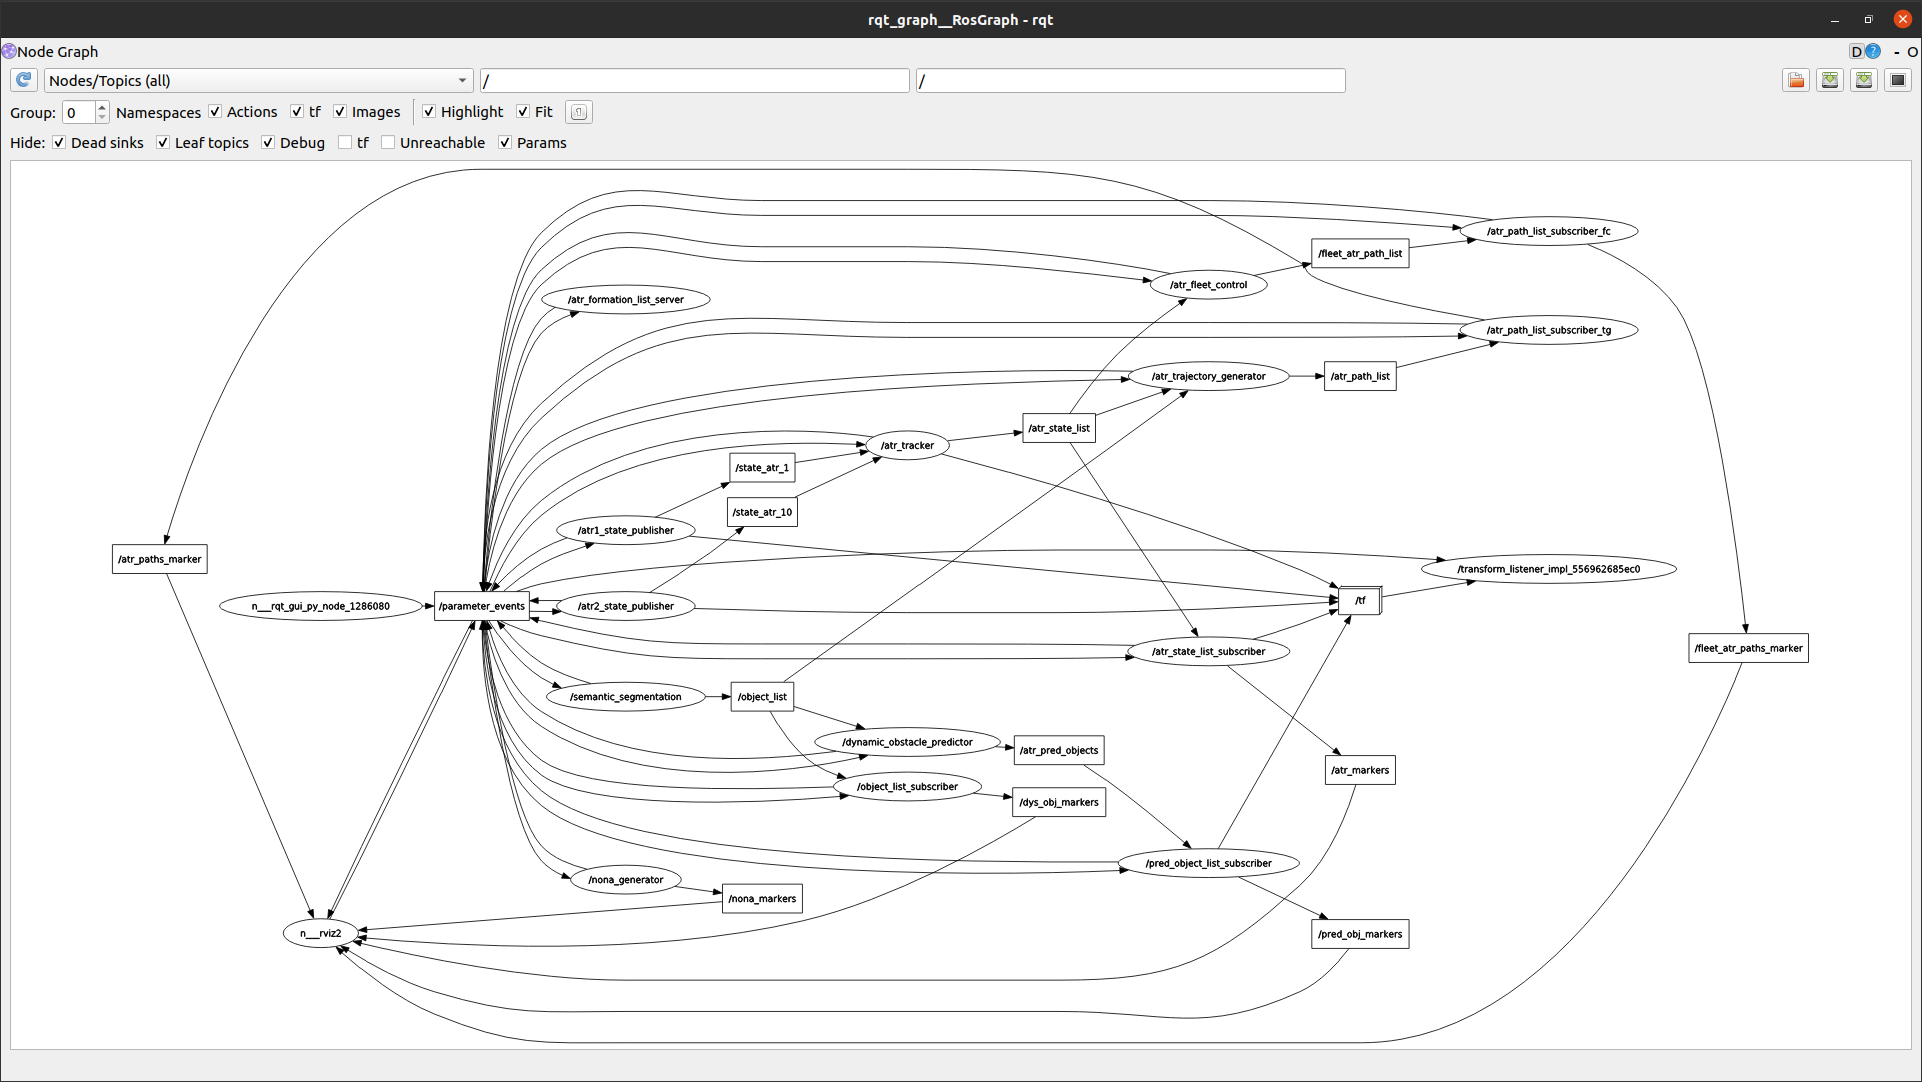 rqt_graph__RosGraph - rqt
Node Graph
D ? - O
Nodes/Topics (all) / /
Group: 0 Namespaces Actions tf Images Highlight Fit
Hide: Dead sinks Leaf topics Debug tf Unreachable Params
/atr_path_list_subscriber_fc
/fleet_atr_path_list
/atr_fleet_control
/atr_formation_list_server
/atr_path_list_subscriber_tg
/atr_trajectory_generator
/atr_path_list
/atr_state_list
/atr_tracker
/state_atr_1
/state_atr_10
/atr1_state_publisher
/atr_paths_marker
/transform_listener_impl_556962685ec0
n___rqt_gui_py_node_1286080
/parameter_events
/atr2_state_publisher
/tf
/atr_state_list_subscriber
/fleet_atr_paths_marker
/semantic_segmentation
/object_list
/dynamic_obstacle_predictor
/atr_pred_objects
/atr_markers
/object_list_subscriber
/dys_obj_markers
/pred_object_list_subscriber
/nona_generator
/nona_markers
n___rviz2
/pred_obj_markers